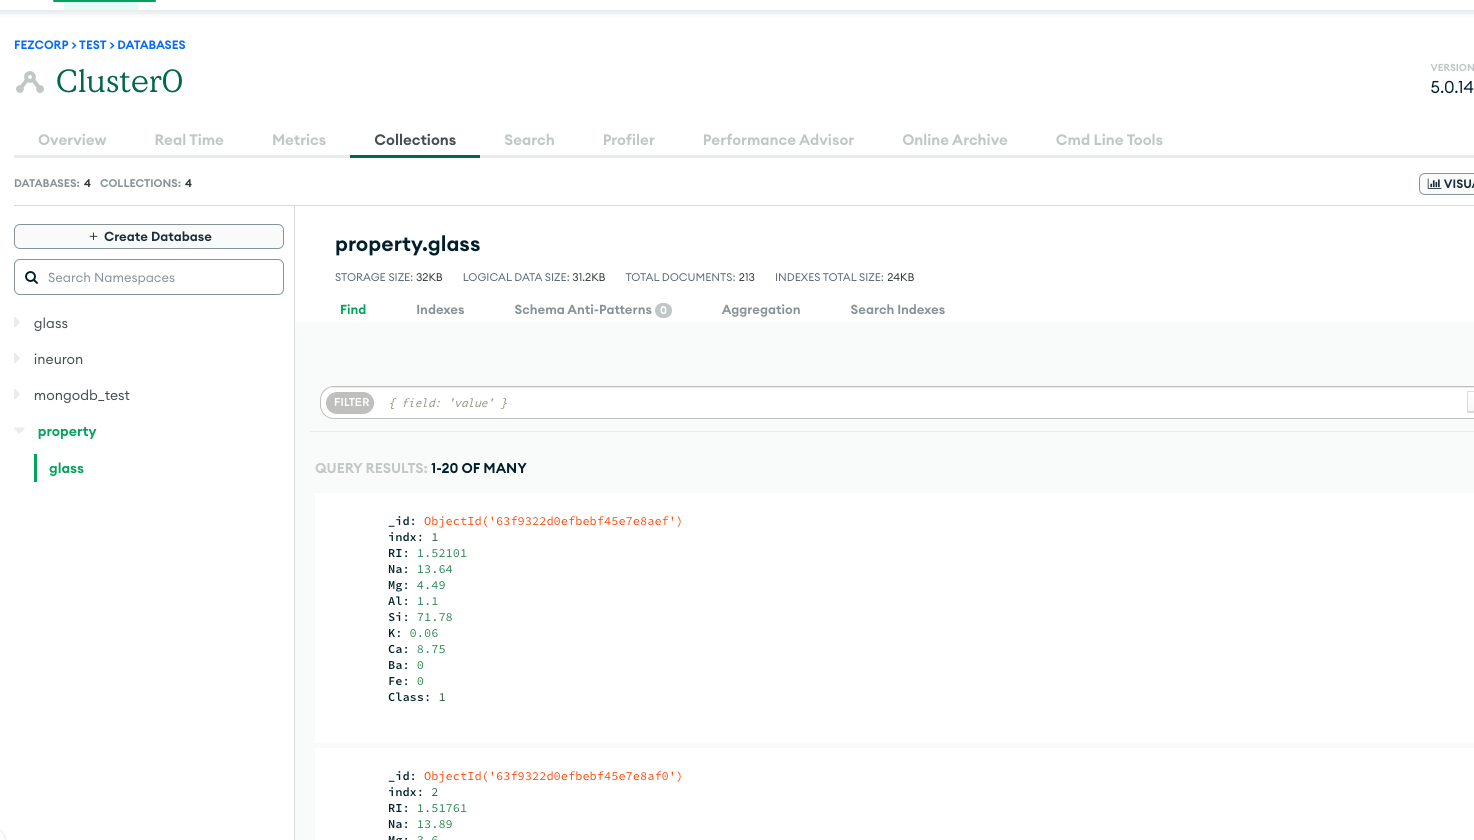 FEZCORP > TEST > DATABASES
Cluster0
VERSION
5.0.14
Overview Real Time Metrics Collections Search Profiler Performance Advisor Online Archive Cmd Line Tools
DATABASES: 4 COLLECTIONS: 4
VISUA
+ Create Database
Search Namespaces
glass
ineuron
mongodb_test
property
glass
property.glass
STORAGE SIZE: 32KB LOGICAL DATA SIZE: 31.2KB TOTAL DOCUMENTS: 213 INDEXES TOTAL SIZE: 24KB
Find Indexes Schema Anti-Patterns 0 Aggregation Search Indexes
FILTER { field: 'value' }
QUERY RESULTS: 1-20 OF MANY
_id: ObjectId('63f9322d0efbebf45e7e8aef')
indx: 1
RI: 1.52101
Na: 13.64
Mg: 4.49
Al: 1.1
Si: 71.78
K: 0.06
Ca: 8.75
Ba: 0
Fe: 0
Class: 1
_id: ObjectId('63f9322d0efbebf45e7e8af0')
indx: 2
RI: 1.51761
Na: 13.89
Mg: 3.6